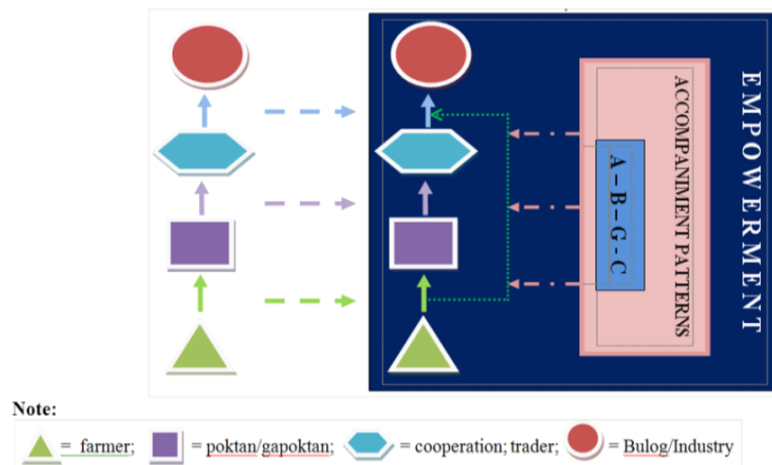 EMPOWERMENT
ACCOMPANIMENT PATTERNS
A – B – G - C
Note:
= farmer; = poktan/gapoktan; = cooperation; trader; = Bulog/Industry